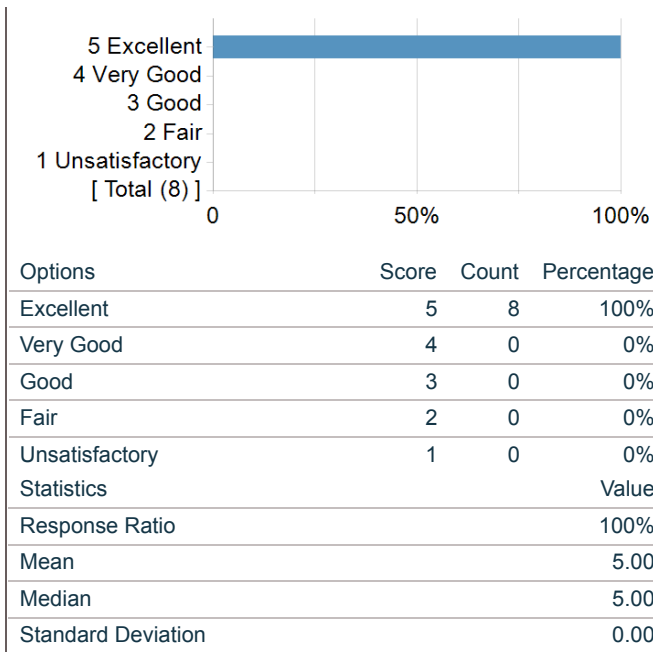 5 Excellent
4 Very Good
3 Good
2 Fair
1 Unsatisfactory
[ Total (8) ]
0 50% 100%
Options Score Count Percentage
Excellent 5 8 100%
Very Good 4 0 0%
Good 3 0 0%
Fair 2 0 0%
Unsatisfactory 1 0 0%
Statistics Value
Response Ratio 100%
Mean 5.00
Median 5.00
Standard Deviation 0.00